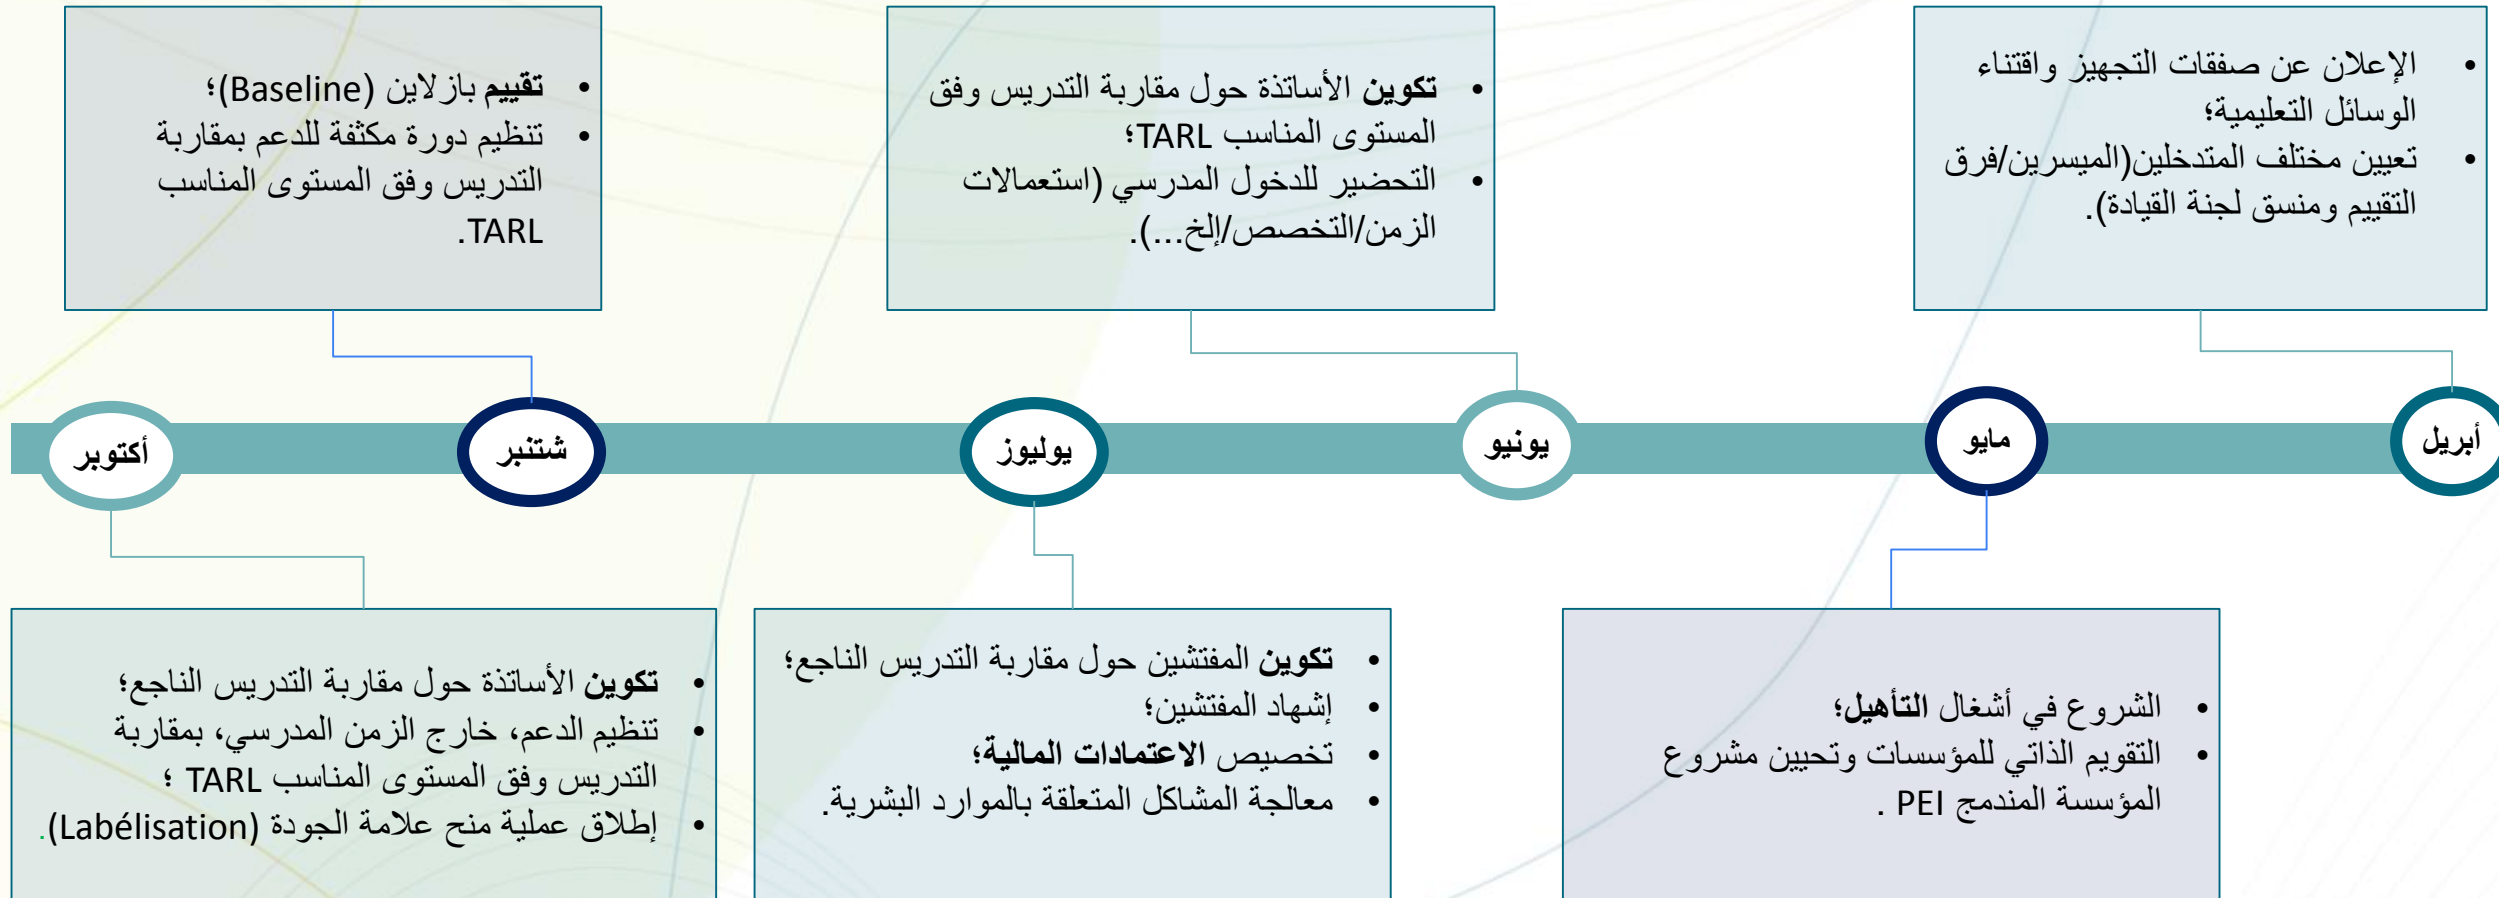 • الإعلان عن صفقات التجهيز واقتناء
الوسائل التعليمية؛
• تعيين مختلف المتدخلين(الميسرين/فرق
التقييم ومنسق لجنة القيادة).
• تكوين الأساتذة حول مقاربة التدريس وفق
المستوى المناسب TARL؛
• التحضير للدخول المدرسي (استعمالات
الزمن/التخصص/إلخ...).
• تقييم بازلاين (Baseline)؛
• تنظيم دورة مكثفة للدعم بمقاربة
التدريس وفق المستوى المناسب
TARL.
أبريل
مايو
يونيو
يوليوز
شتنبر
أكتوبر
• الشروع في أشغال التأهيل؛
• التقويم الذاتي للمؤسسات وتحيين مشروع
المؤسسة المندمج PEI .
• تكوين المفتشين حول مقاربة التدريس الناجع؛
• إشهاد المفتشين؛
• تخصيص الاعتمادات المالية؛
• معالجة المشاكل المتعلقة بالموارد البشرية.
• تكوين الأساتذة حول مقاربة التدريس الناجع؛
• تنظيم الدعم، خارج الزمن المدرسي، بمقاربة
التدريس وفق المستوى المناسب TARL ؛
• إطلاق عملية منح علامة الجودة (Labélisation).